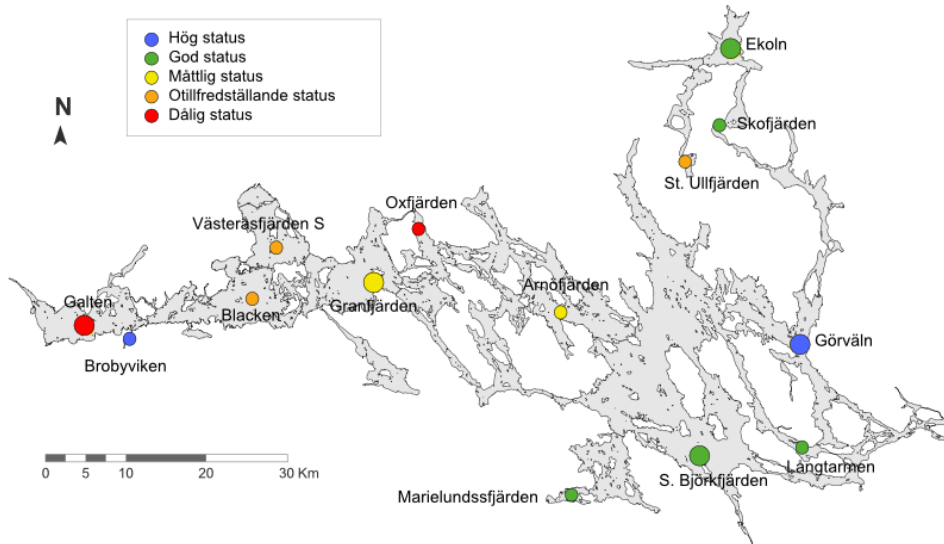 Hög status
God status
Måttlig status
Otillfredställande status
Dålig status
N
Ekoln
Skofjärden
St. Ullfjärden
Oxfjärden
Västeråsfjärden S
Arnöfjärden
Galten
Blacken
Granfjärden
Görväln
Brobyviken
0 5 10 20 30 Km
Långtarmen
S. Björkfjärden
Marielundssfjärden